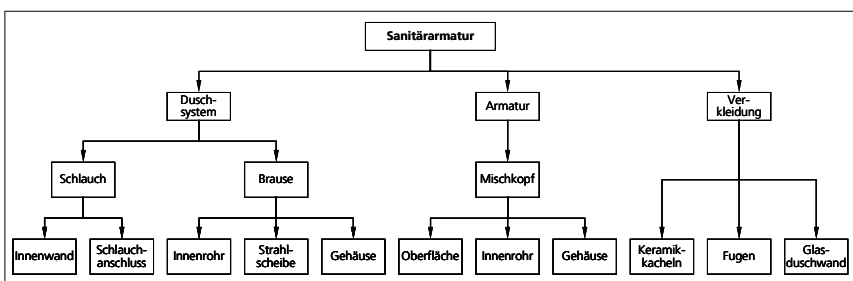 Sanitärarmatur
Dusch-
system
Armatur
Ver-
kleidung
Schlauch
Brause
Mischkopf
Innenwand
Schlauch-
anschluss
Innenrohr
Strahl-
scheibe
Gehäuse
Oberfläche
Innenrohr
Gehäuse
Keramik-
kacheln
Fugen
Glas-
duschwand